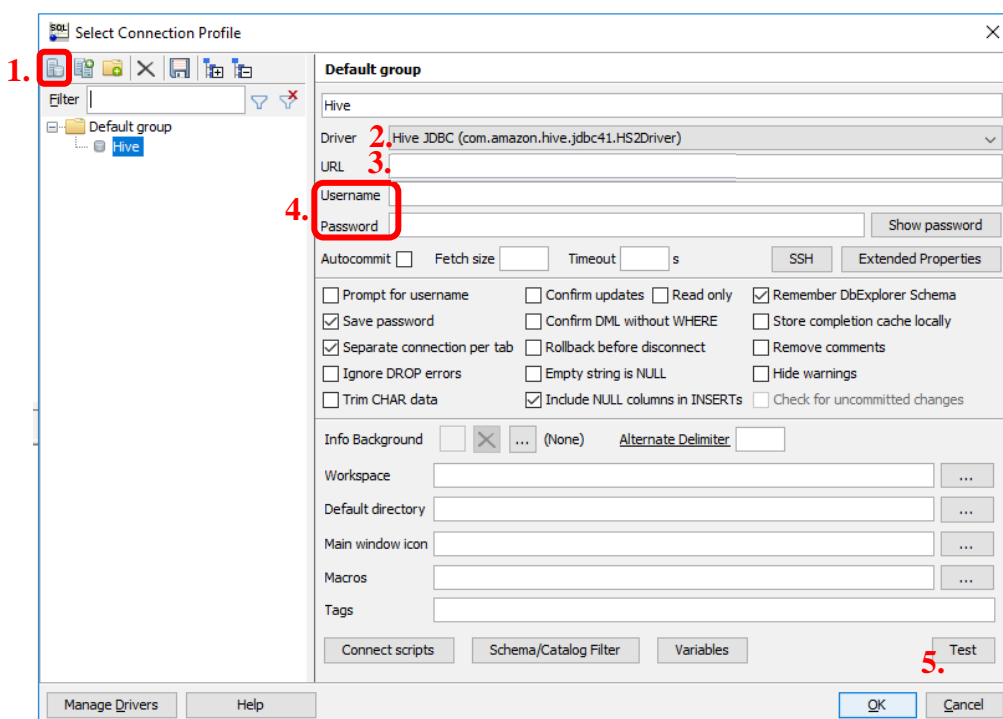 SQL Select Connection Profile
1.
Default group
Filter
Hive
Default group
Driver 2. Hive JDBC (com.amazon.hive.jdbc41.HS2Driver)
Hive
URL 3.
Username
4.
Password Show password
Autocommit Fetch size Timeout s SSH Extended Properties
Prompt for username Confirm updates Read only Remember DbExplorer Schema
Save password Confirm DML without WHERE Store completion cache locally
Separate connection per tab Rollback before disconnect Remove comments
Ignore DROP errors Empty string is NULL Hide warnings
Trim CHAR data Include NULL columns in INSERTs Check for uncommitted changes
Info Background ... (None) Alternate Delimiter
Workspace ...
Default directory ...
Main window icon ...
Macros ...
Tags
Connect scripts Schema/Catalog Filter Variables Test
5.
Manage Drivers Help OK Cancel